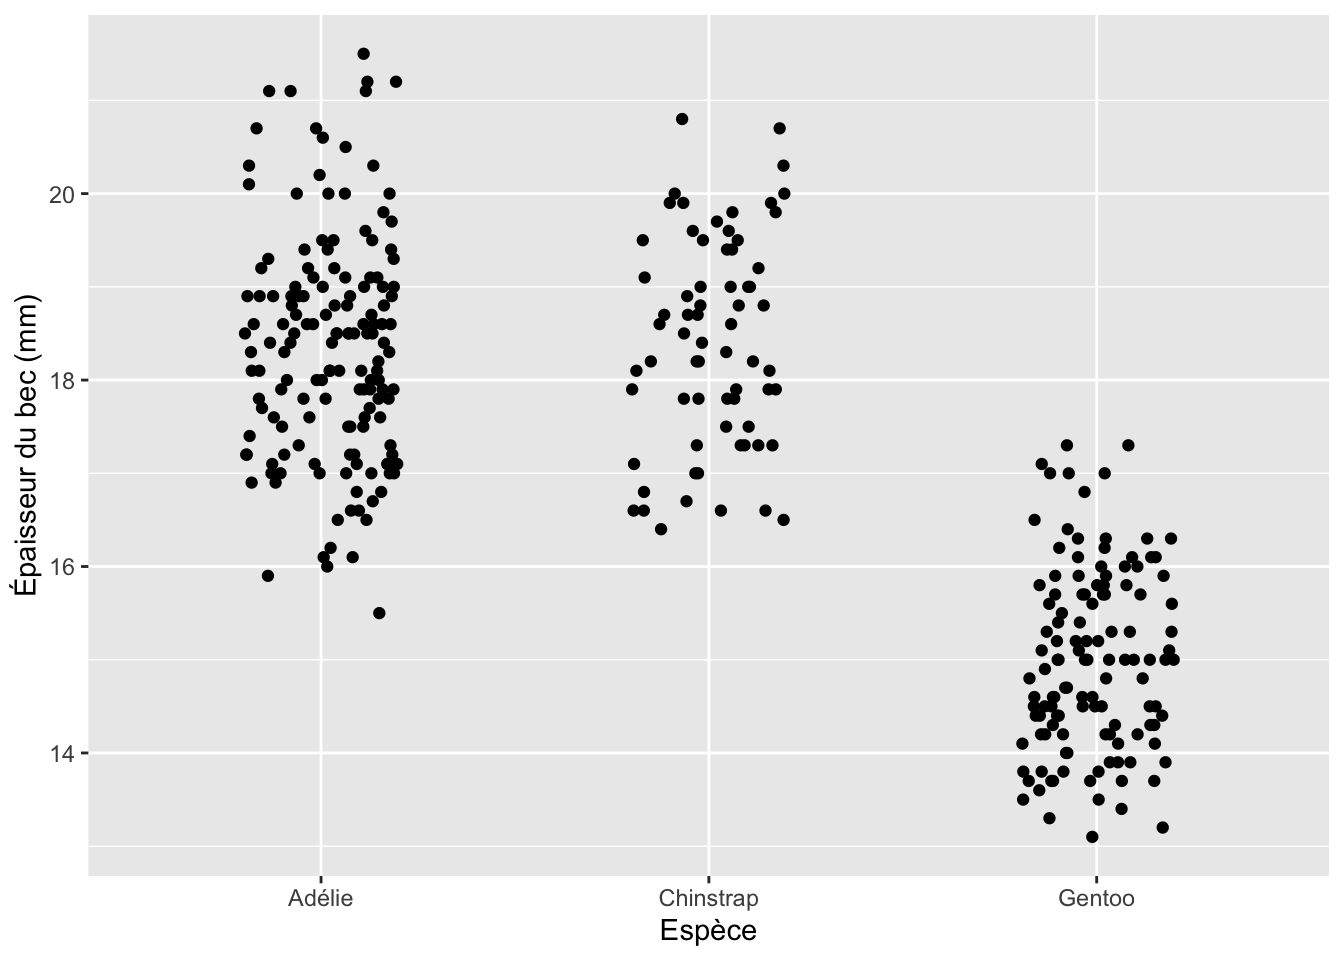 Épaisseur du bec (mm)
20
18
16
14
Adélie
Chinstrap
Gentoo
Espèce